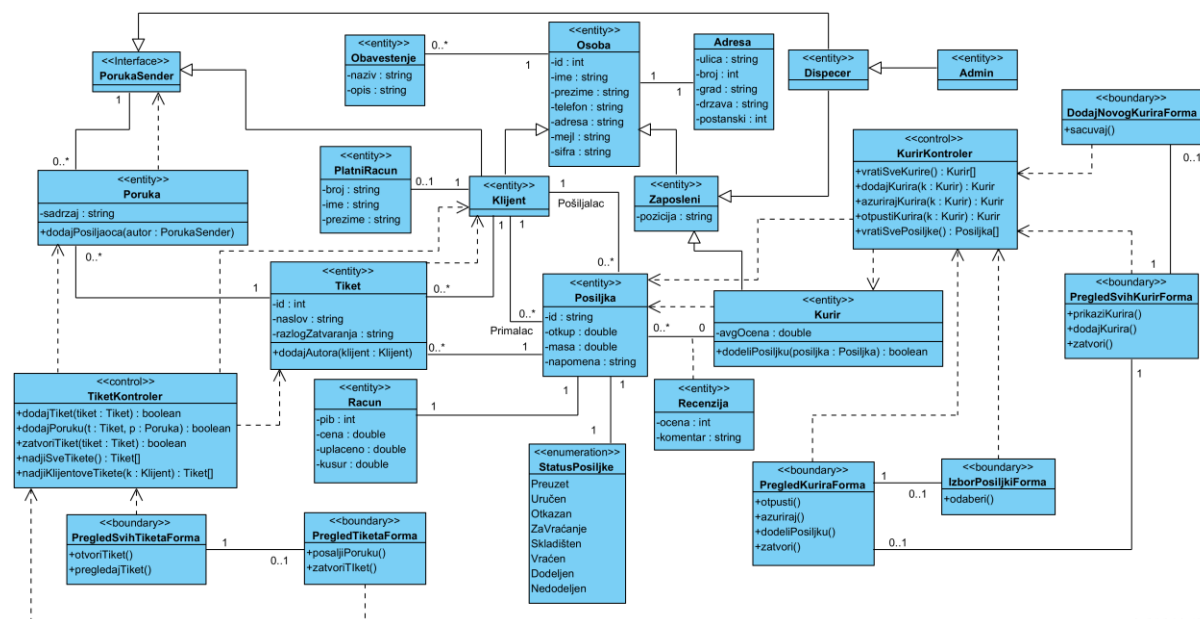 <<Interface>>
PorukaSender
1
0..*
<<entity>>
Obavestenje
-naziv : string
-opis : string
0..*
1
<<entity>>
Osoba
-id : int
-ime : string
-prezime : string
-telefon : string
-adresa : string
-mejl : string
-sifra : string
1
1
Adresa
-ulica : string
-broj : int
-grad : string
-drzava : string
-postanski : int
<<entity>>
Dispecer
<<entity>>
Admin
<<boundary>>
DodajNovogKuriraForma
+sacuvaj()
0..1
<<control>>
KurirKontroler
+vratiSveKurire() : Kurir[]
+dodajKurira(k : Kurir) : Kurir
+azurirajKurira(k : Kurir) : Kurir
+otpustiKurira(k : Kurir) : Kurir
+vratiSvePosiljke() : Posiljka[]
<<entity>>
PlatniRacun
-broj : string
-ime : string
-prezime : string
0..1
1
<<entity>>
Klijent
1
Pošiljalac
1
1
<<entity>>
Zaposleni
-pozicija : string
<<entity>>
Poruka
-sadrzaj : string
+dodajPosiljaoca(autor : PorukaSender)
0..*
1
<<entity>>
Tiket
-id : int
-naslov : string
-razlogZatvaranja : string
+dodajAutora(klijent : Klijent)
0..*
0..*
1
0..*
Primalac
0..*
<<entity>>
Posiljka
-id : string
-otkup : double
-masa : double
-napomena : string
0..*
0
<<entity>>
Kurir
-avgOcena : double
+dodeliPosiljku(posiljka : Posiljka) : boolean
1
<<boundary>>
PregledSvihKurirForma
+prikaziKurira()
+dodajKurira()
+zatvori()
1
<<control>>
TiketKontroler
+dodajTiket(tiket : Tiket) : boolean
+dodajPoruku(t : Tiket, p : Poruka) : boolean
+zatvoriTiket(tiket : Tiket) : boolean
+nadjiSveTikete() : Tiket[]
+nadjiKlijentoveTikete(k : Klijent) : Tiket[]
<<entity>>
Racun
-pib : int
-cena : double
-uplaceno : double
-kusur : double
1
1
1
1
<<entity>>
Recenzija
-ocena : int
-komentar : string
<<enumeration>>
StatusPosiljke
Preuzet
Uručen
Otkazan
ZaVraćanje
Skladišten
Vraćen
Dodeljen
Nedodeljen
<<boundary>>
PregledKuriraForma
+otpusti()
+azuriraj()
+dodeliPosiljku()
+zatvori()
1
0..1
0..1
<<boundary>>
IzborPosiljkiForma
+odaberi()
<<boundary>>
PregledSvihTiketaForma
+otvoriTiket()
+pregledajTiket()
1
0..1
<<boundary>>
PregledTiketaForma
+posaljiPoruku()
+zatvoriTIket()